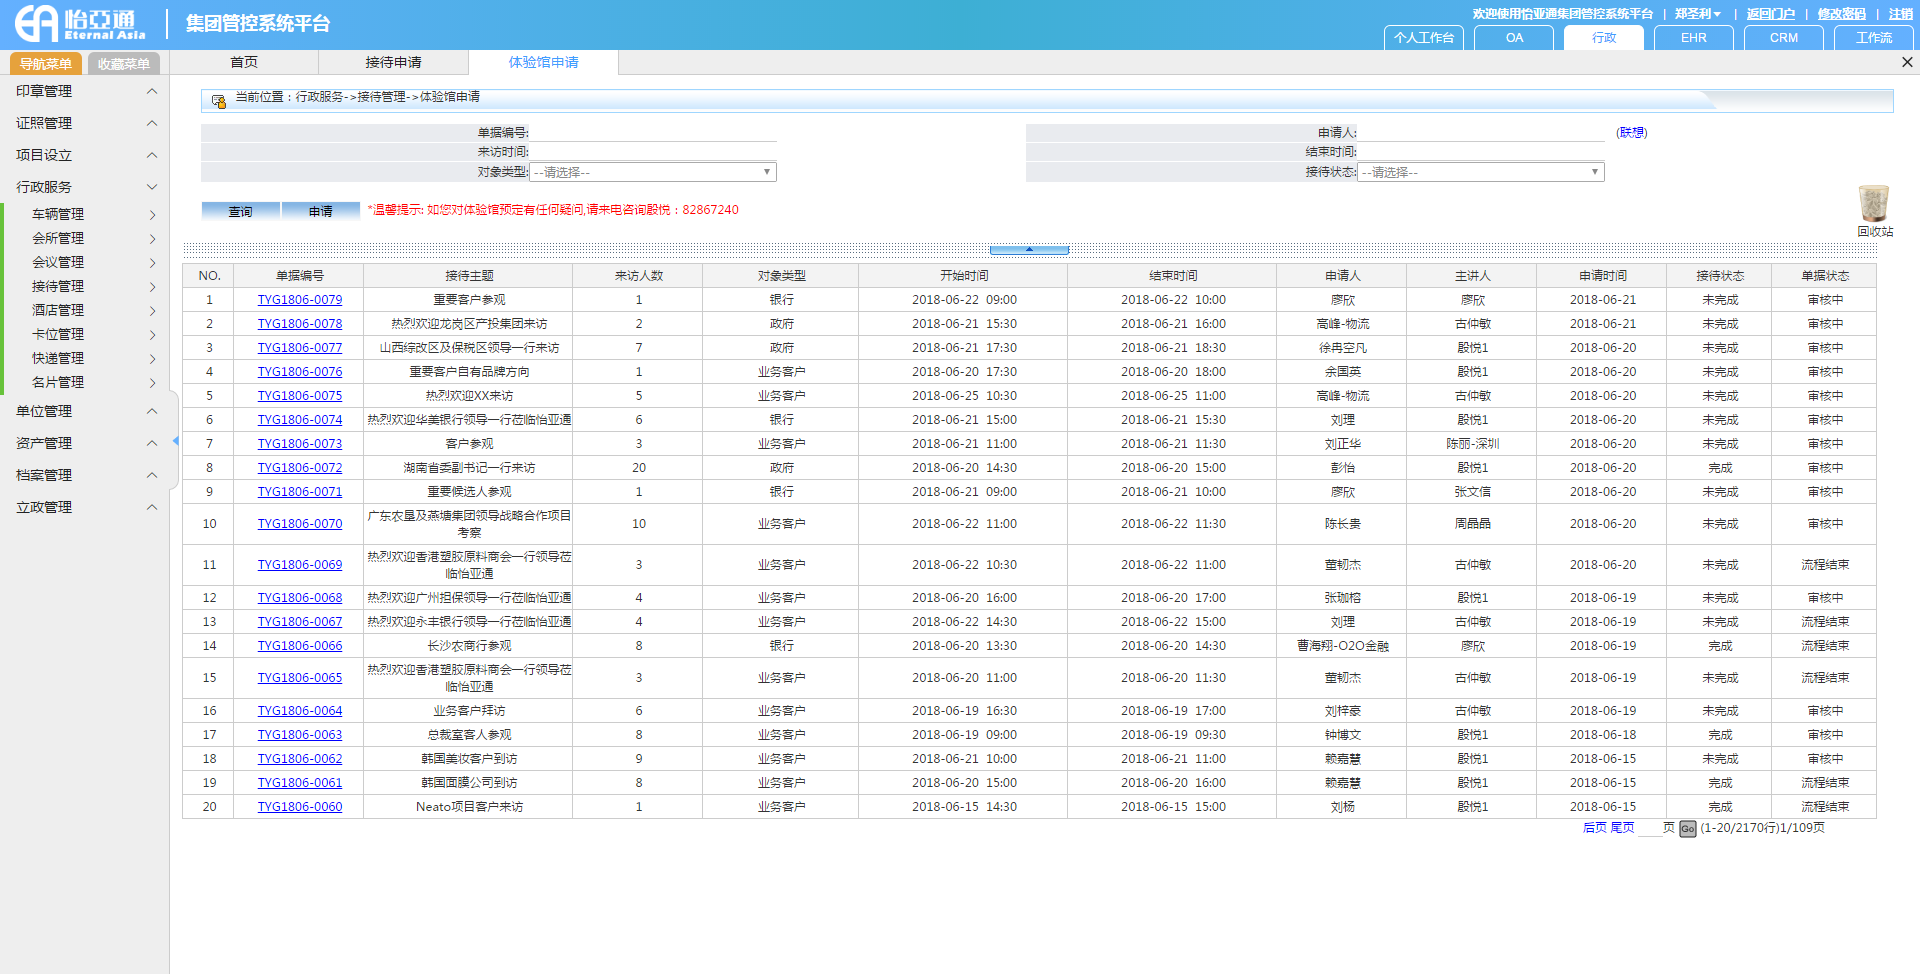 怡亞通 Eternal Asia 集团管控系统平台
欢迎使用怡亚通集团管控系统平台 | 郑圣利 | 返回门户 | 修改密码 | 注销
个人工作台 OA 行政 EHR CRM 工作流
导航菜单 收藏菜单 首页 接待申请 体验馆申请
印章管理
证照管理
项目设立
行政服务
车辆管理
会所管理
会议管理
接待管理
酒店管理
卡位管理
快递管理
名片管理
单位管理
资产管理
档案管理
立政管理
当前位置：行政服务->接待管理->体验馆申请
单据编号: 申请人: (联想)
来访时间: 结束时间:
对象类型: --请选择-- 接待状态: --请选择--
查询 申请 *温馨提示: 如您对体验馆预定有任何疑问,请来电咨询殷悦：82867240
回收站
NO. 单据编号 接待主题 来访人数 对象类型 开始时间 结束时间 申请人 主讲人 申请时间 接待状态 单据状态
1 TYG1806-0079 重要客户参观 1 银行 2018-06-22 09:00 2018-06-22 10:00 廖欣 廖欣 2018-06-21 未完成 审核中
2 TYG1806-0078 热烈欢迎龙岗区产投集团来访 2 政府 2018-06-21 15:30 2018-06-21 16:00 高峰-物流 古仲敏 2018-06-21 未完成 审核中
3 TYG1806-0077 山西综改区及保税区领导一行来访 7 政府 2018-06-21 17:30 2018-06-21 18:30 徐冉空凡 殷悦1 2018-06-20 未完成 审核中
4 TYG1806-0076 重要客户自有品牌方向 1 业务客户 2018-06-20 17:30 2018-06-20 18:00 余国英 殷悦1 2018-06-20 未完成 审核中
5 TYG1806-0075 热烈欢迎XX来访 5 业务客户 2018-06-25 10:30 2018-06-25 11:00 高峰-物流 古仲敏 2018-06-20 未完成 审核中
6 TYG1806-0074 热烈欢迎华美银行领导一行莅临怡亚通 6 银行 2018-06-21 15:00 2018-06-21 15:30 刘理 殷悦1 2018-06-20 未完成 审核中
7 TYG1806-0073 客户参观 3 业务客户 2018-06-21 11:00 2018-06-21 11:30 刘正华 陈丽-深圳 2018-06-20 未完成 审核中
8 TYG1806-0072 湖南省委副书记一行来访 20 政府 2018-06-20 14:30 2018-06-20 15:00 彭怡 殷悦1 2018-06-20 完成 审核中
9 TYG1806-0071 重要候选人参观 1 银行 2018-06-21 09:00 2018-06-21 10:00 廖欣 张文信 2018-06-20 未完成 审核中
10 TYG1806-0070 广东农垦及燕塘集团领导战略合作项目考察 10 业务客户 2018-06-22 11:00 2018-06-22 11:30 陈长贵 周晶晶 2018-06-20 未完成 审核中
11 TYG1806-0069 热烈欢迎香港塑胶原料商会一行领导莅临怡亚通 3 业务客户 2018-06-22 10:30 2018-06-22 11:00 董韧杰 古仲敏 2018-06-20 未完成 流程结束
12 TYG1806-0068 热烈欢迎广州担保领导一行莅临怡亚通 4 业务客户 2018-06-20 16:00 2018-06-20 17:00 张珈榕 殷悦1 2018-06-19 未完成 审核中
13 TYG1806-0067 热烈欢迎永丰银行领导一行莅临怡亚通 4 业务客户 2018-06-22 14:30 2018-06-22 15:00 刘理 古仲敏 2018-06-19 未完成 流程结束
14 TYG1806-0066 长沙农商行参观 8 银行 2018-06-20 13:30 2018-06-20 14:30 曹海翔-O2O金融 廖欣 2018-06-19 完成 流程结束
15 TYG1806-0065 热烈欢迎香港塑胶原料商会一行领导莅临怡亚通 3 业务客户 2018-06-20 11:00 2018-06-20 11:30 董韧杰 古仲敏 2018-06-19 未完成 流程结束
16 TYG1806-0064 业务客户拜访 6 业务客户 2018-06-19 16:30 2018-06-19 17:00 刘梓豪 古仲敏 2018-06-19 未完成 审核中
17 TYG1806-0063 总裁室客人参观 8 业务客户 2018-06-19 09:00 2018-06-19 09:30 钟博文 殷悦1 2018-06-18 完成 审核中
18 TYG1806-0062 韩国美妆客户到访 9 业务客户 2018-06-21 10:00 2018-06-21 11:00 赖嘉慧 殷悦1 2018-06-15 未完成 审核中
19 TYG1806-0061 韩国面膜公司到访 8 业务客户 2018-06-20 15:00 2018-06-20 16:00 赖嘉慧 殷悦1 2018-06-15 完成 流程结束
20 TYG1806-0060 Neato项目客户来访 1 业务客户 2018-06-15 14:30 2018-06-15 15:00 刘杨 殷悦1 2018-06-15 完成 流程结束
后页 尾页 页 Go (1-20/2170行)1/109页